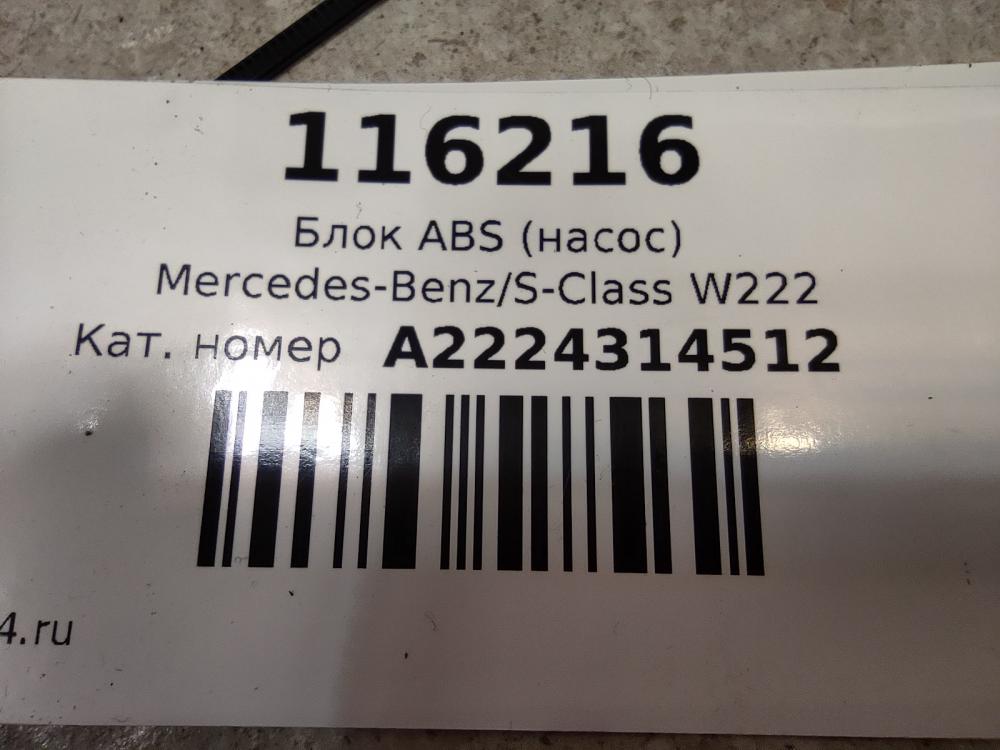 116216
Блок ABS (насос)
Mercedes-Benz/S-Class W222
Кат. номер A2224314512
4.ru